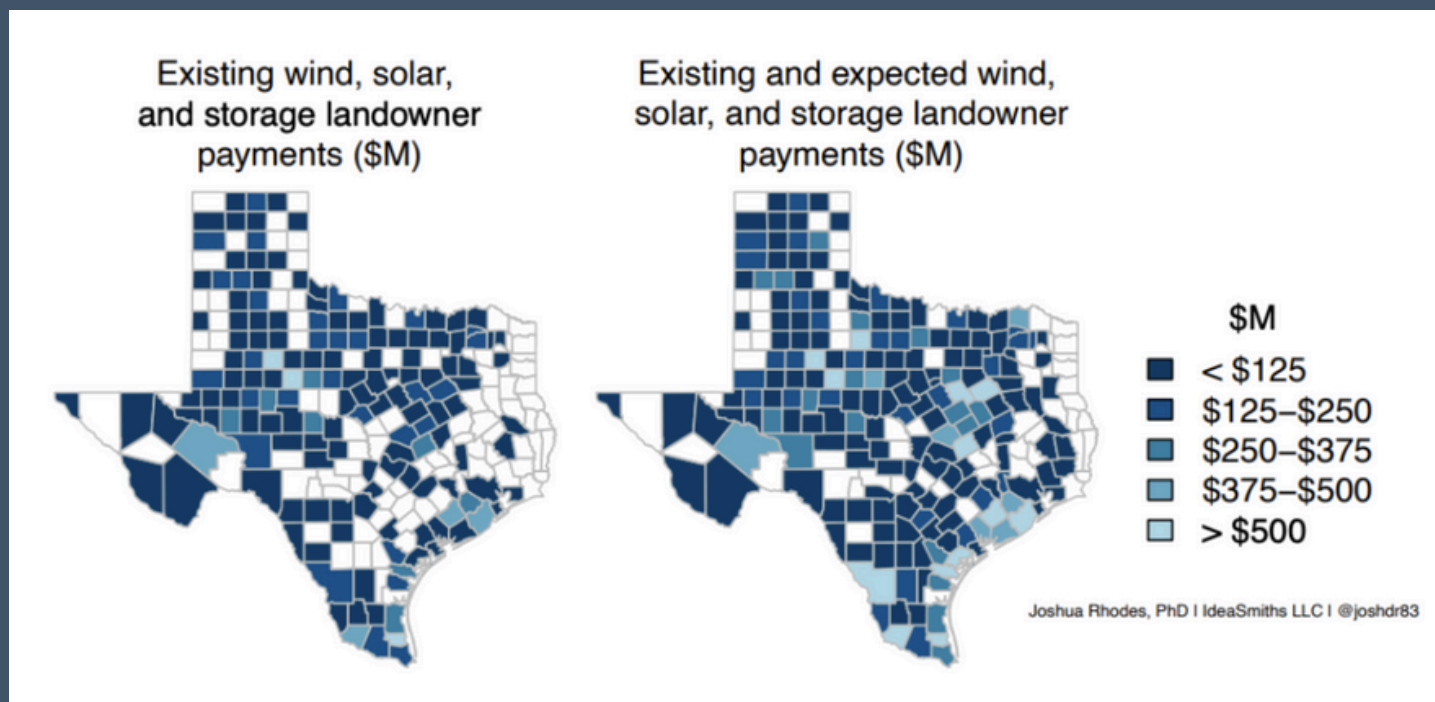 Existing wind, solar,
and storage landowner
payments ($M)
Existing and expected wind,
solar, and storage landowner
payments ($M)
$M
< $125
$125–$250
$250–$375
$375–$500
> $500
Joshua Rhodes, PhD I IdeaSmiths LLC I @joshdr83